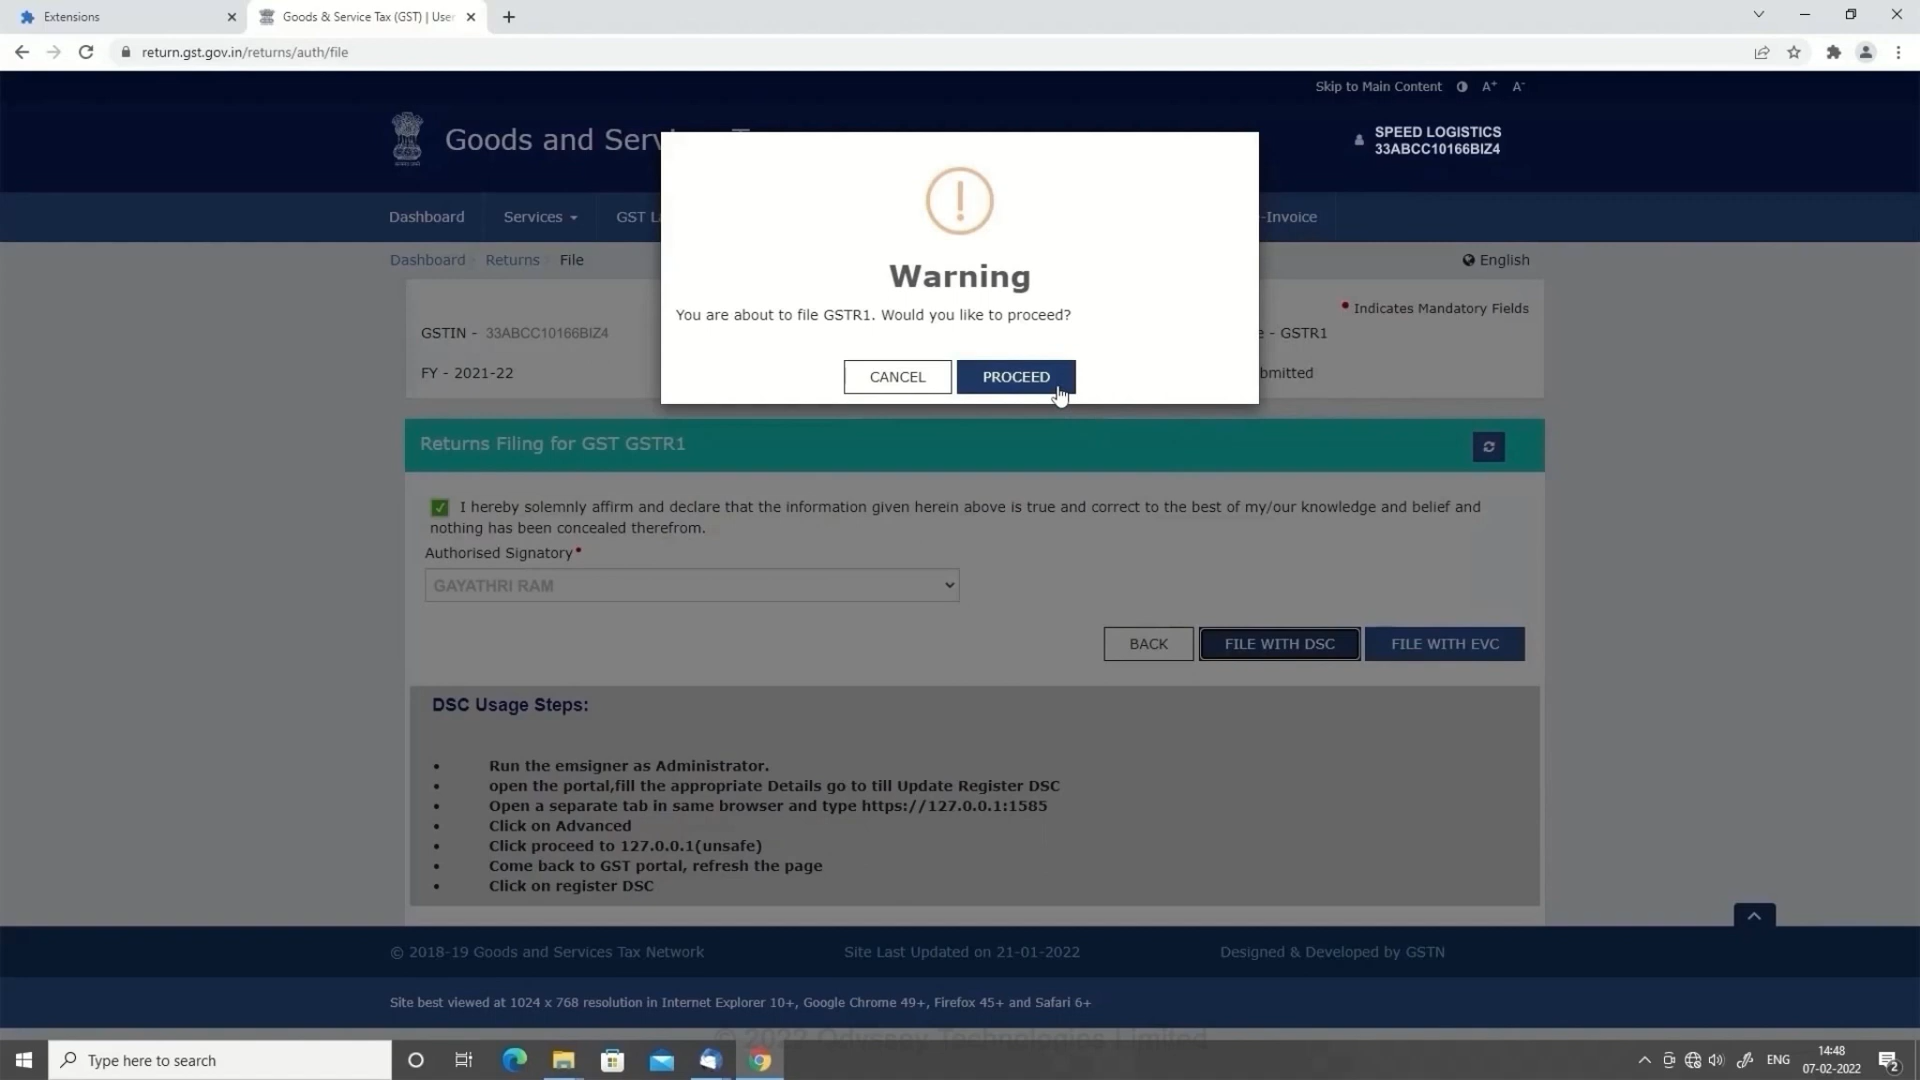 Extensions
Goods & Service Tax (GST) | User
return.gst.gov.in/returns/auth/file
Skip to Main Content A+ A-
Goods and Serv
SPEED LOGISTICS
33ABCC10166BIZ4
Dashboard Services GST La -Invoice
Dashboard Returns File
English
Warning
You are about to file GSTR1. Would you like to proceed?
CANCEL PROCEED
Indicates Mandatory Fields
GSTIN - 33ABCC10166BIZ4 e - GSTR1
FY - 2021-22 bmitted
Returns Filing for GST GSTR1
I hereby solemnly affirm and declare that the information given herein above is true and correct to the best of my/our knowledge and belief and
nothing has been concealed therefrom.
Authorised Signatory
GAYATHRI RAM
BACK FILE WITH DSC FILE WITH EVC
DSC Usage Steps:
Run the emsigner as Administrator.
open the portal,fill the appropriate Details go to till Update Register DSC
Open a separate tab in same browser and type https://127.0.0.1:1585
Click on Advanced
Click proceed to 127.0.0.1(unsafe)
Come back to GST portal, refresh the page
Click on register DSC
© 2018-19 Goods and Services Tax Network Site Last Updated on 21-01-2022 Designed & Developed by GSTN
Site best viewed at 1024 x 768 resolution in Internet Explorer 10+, Google Chrome 49+, Firefox 45+ and Safari 6+
© 2022 Odyssey Technologies Limited
Type here to search
ENG
14:48
07-02-2022
2